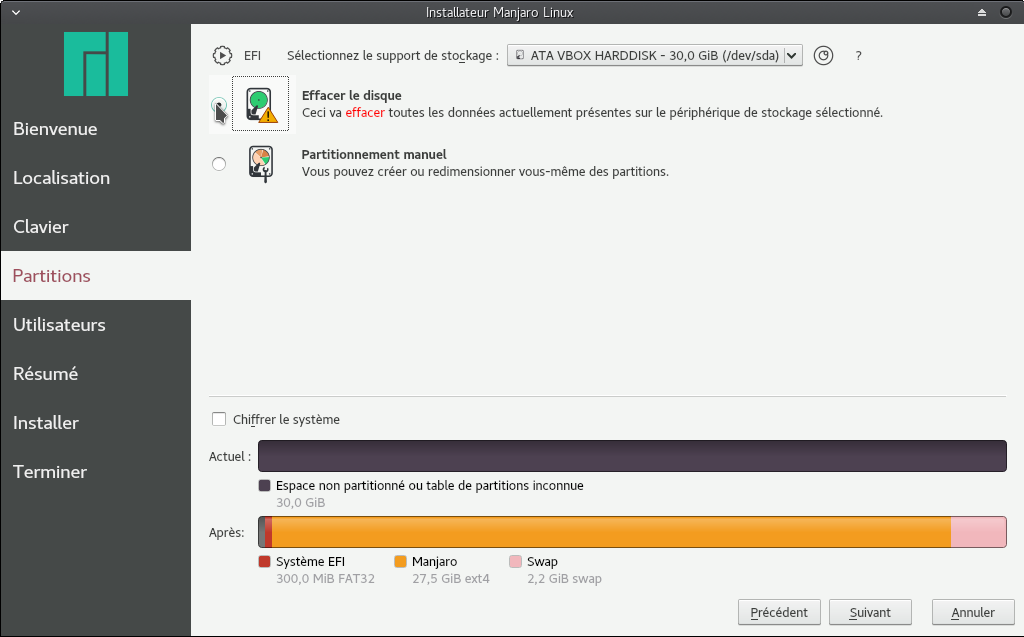 Installateur Manjaro Linux
Bienvenue
Localisation
Clavier
Partitions
Utilisateurs
Résumé
Installer
Terminer
EFI Sélectionnez le support de stockage : ATA VBOX HARDDISK - 30,0 GiB (/dev/sda) ?
Effacer le disque
Ceci va effacer toutes les données actuellement présentes sur le périphérique de stockage sélectionné.
Partitionnement manuel
Vous pouvez créer ou redimensionner vous-même des partitions.
Chiffrer le système
Actuel :
Espace non partitionné ou table de partitions inconnue
30,0 GiB
Après:
Système EFI Manjaro Swap
300,0 MiB FAT32 27,5 GiB ext4 2,2 GiB swap
Précédent Suivant Annuler